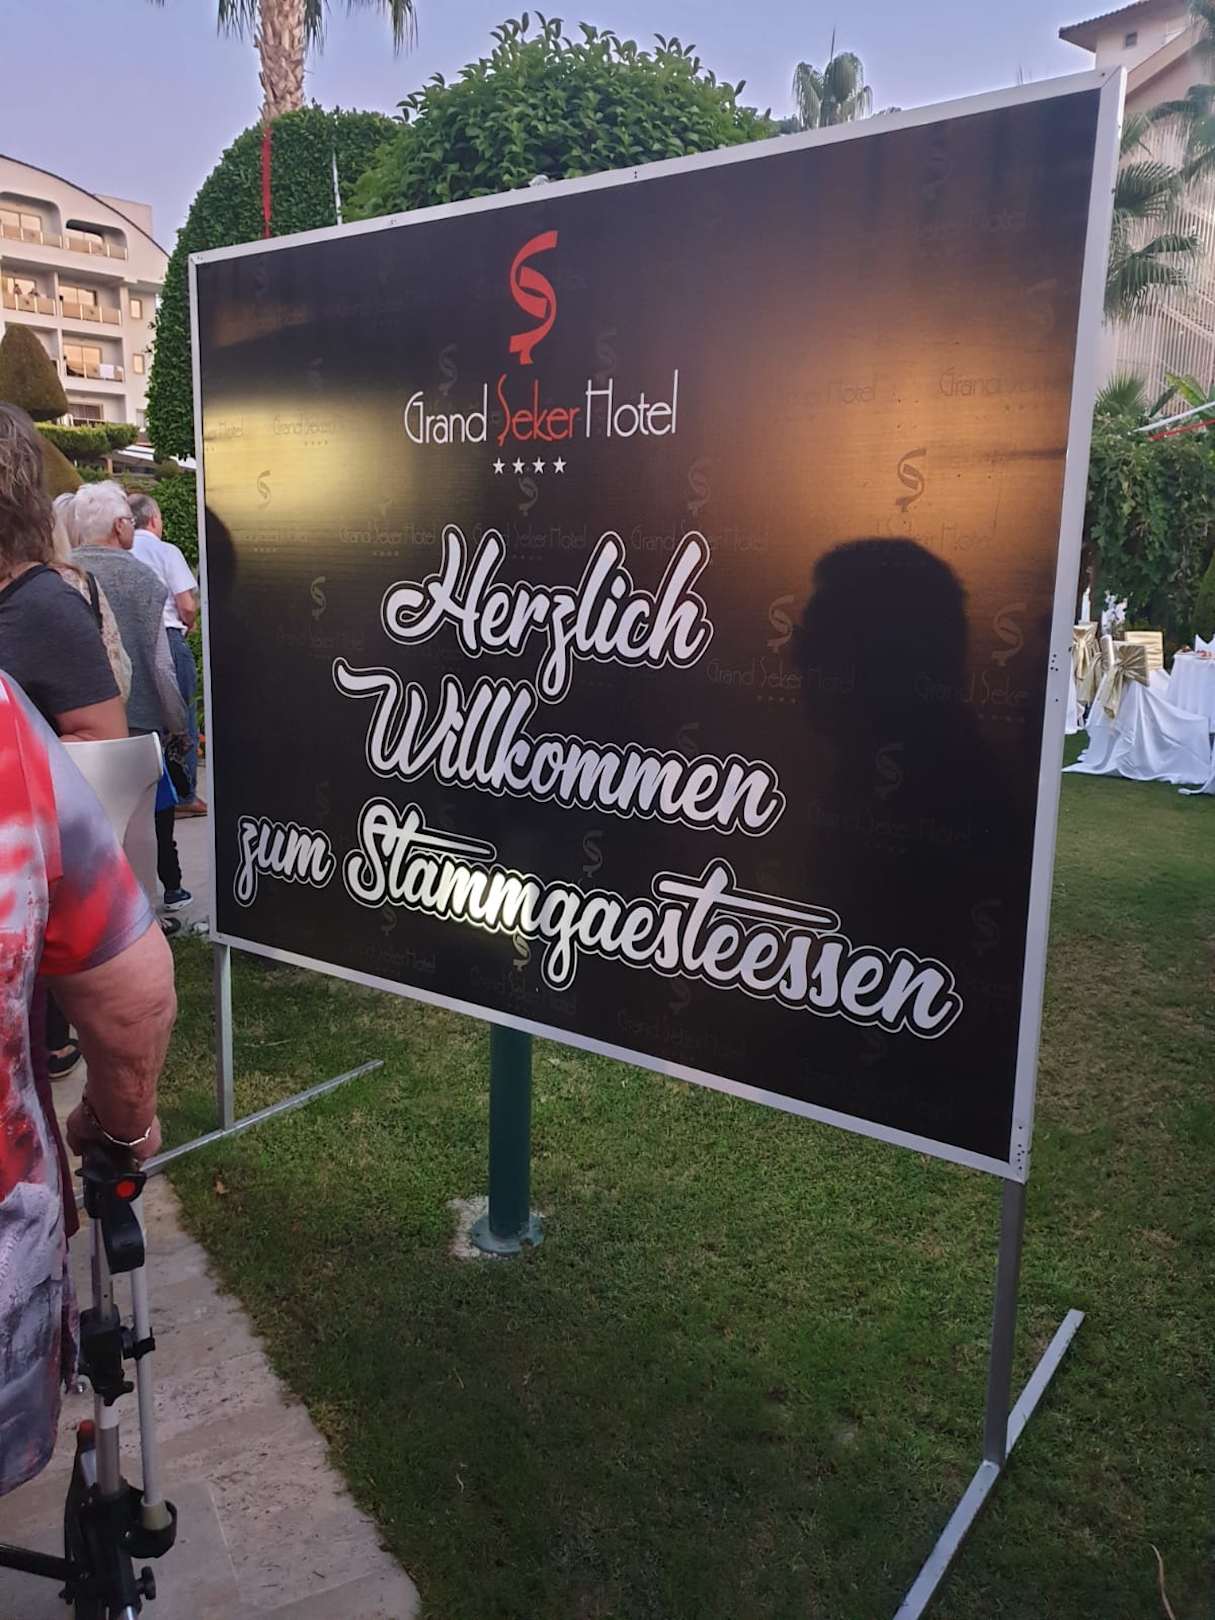 Grand Şeker Hotel
★★★★
Herzlich
Willkommen
zum Stammgaesteessen